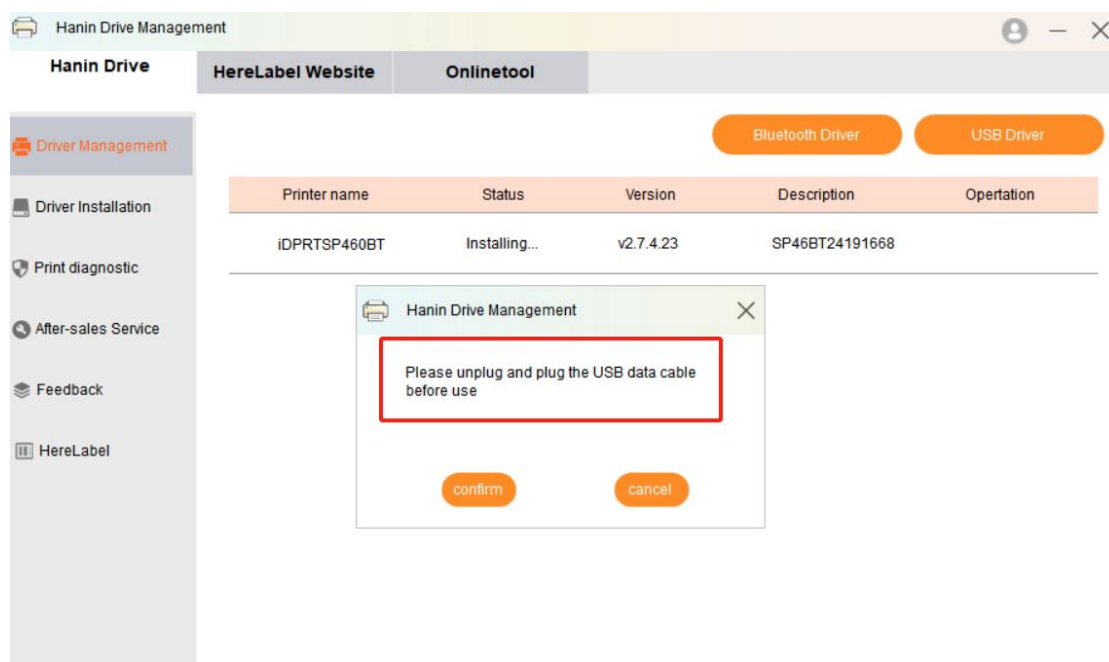 Hanin Drive Management
Hanin Drive
HereLabel Website
Onlinetool
Driver Management
Driver Installation
Print diagnostic
After-sales Service
Feedback
HereLabel
Bluetooth Driver
USB Driver
Printer name Status Version Description Opertation
iDPRTSP460BT Installing... v2.7.4.23 SP46BT24191668
Hanin Drive Management
Please unplug and plug the USB data cable
before use
confirm
cancel